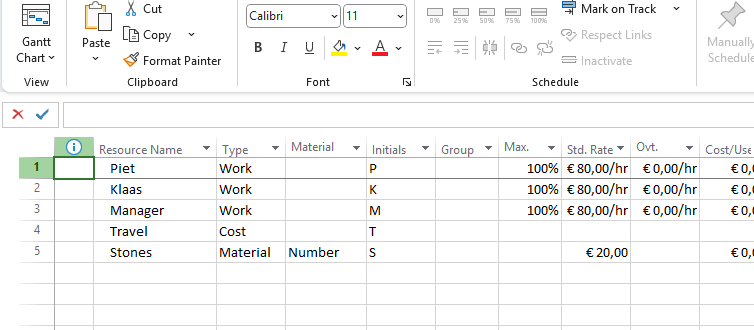 Gantt
Chart
View
Paste
Cut
Copy
Format Painter
Clipboard
Calibri 11
B I U A
Font
0% 25% 50% 75% 100%
Mark on Track
Respect Links
Inactivate
Schedule
Manually
Schedule
Resource Name Type Material Initials Group Max. Std. Rate Ovt. Cost/Use
1 Piet Work P 100% € 80,00/hr € 0,00/hr € 0,0
2 Klaas Work K 100% € 80,00/hr € 0,00/hr € 0,0
3 Manager Work M 100% € 80,00/hr € 0,00/hr € 0,0
4 Travel Cost T
5 Stones Material Number S € 20,00 € 0,0